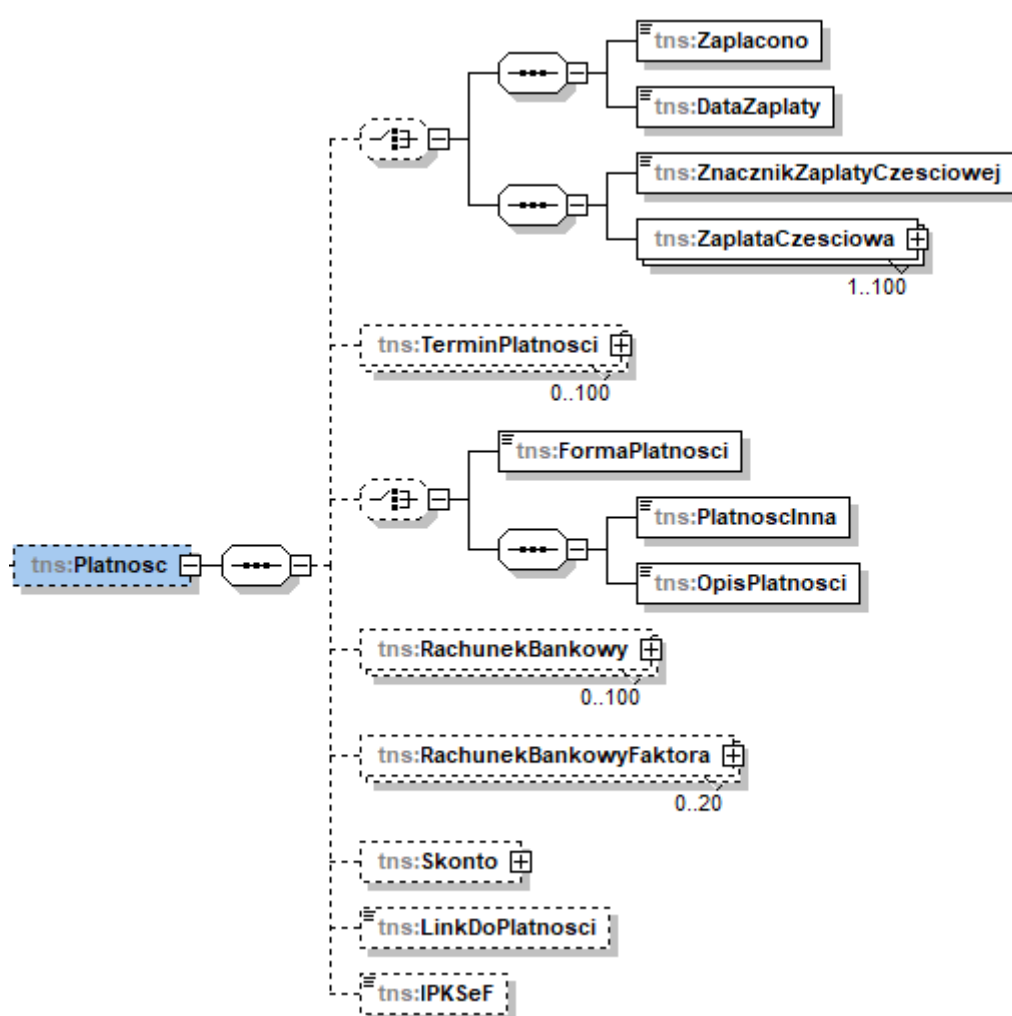 tns:Zaplacono
tns:DataZaplaty
tns:ZnacznikZaplatyCzesciowej
tns:ZaplataCzesciowa
1..100
tns:TerminPlatnosci
0..100
tns:FormaPlatnosci
tns:PlatnoscInna
tns:Platnosc
tns:OpisPlatnosci
tns:RachunekBankowy
0..100
tns:RachunekBankowyFaktora
0..20
tns:Skonto
tns:LinkDoPlatnosci
tns:IPKSeF